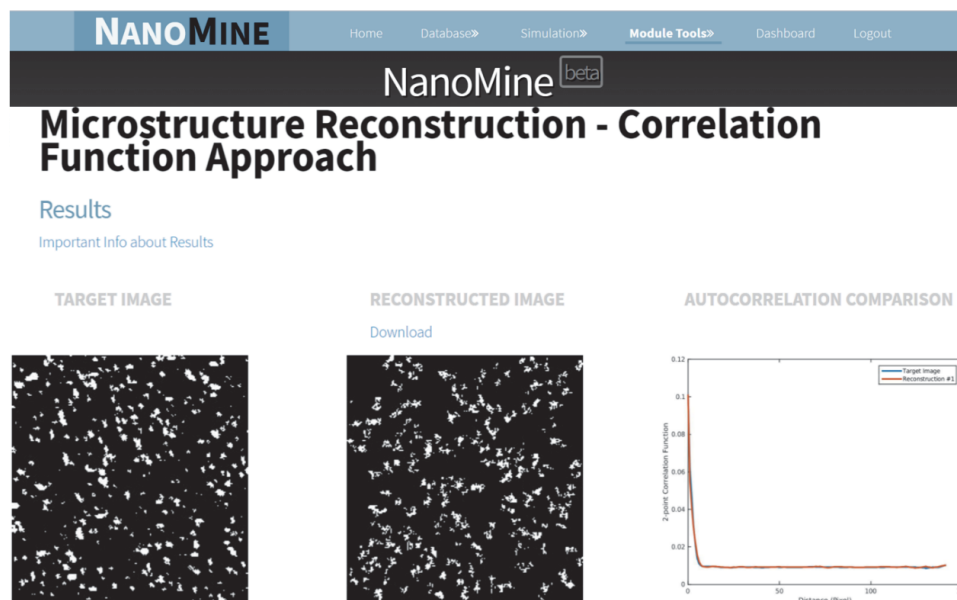 NANOMINE
Home Database» Simulation» Module Tools» Dashboard Logout
NanoMine beta
Microstructure Reconstruction - Correlation
Function Approach
Results
Important Info about Results
TARGET IMAGE
RECONSTRUCTED IMAGE
AUTOCORRELATION COMPARISON
Download
0.12
Target Image
Reconstruction #1
0.1
0.08
0.06
0.04
0.02
0
2-point Correlation Function
0 50 100
Distance (Pixel)